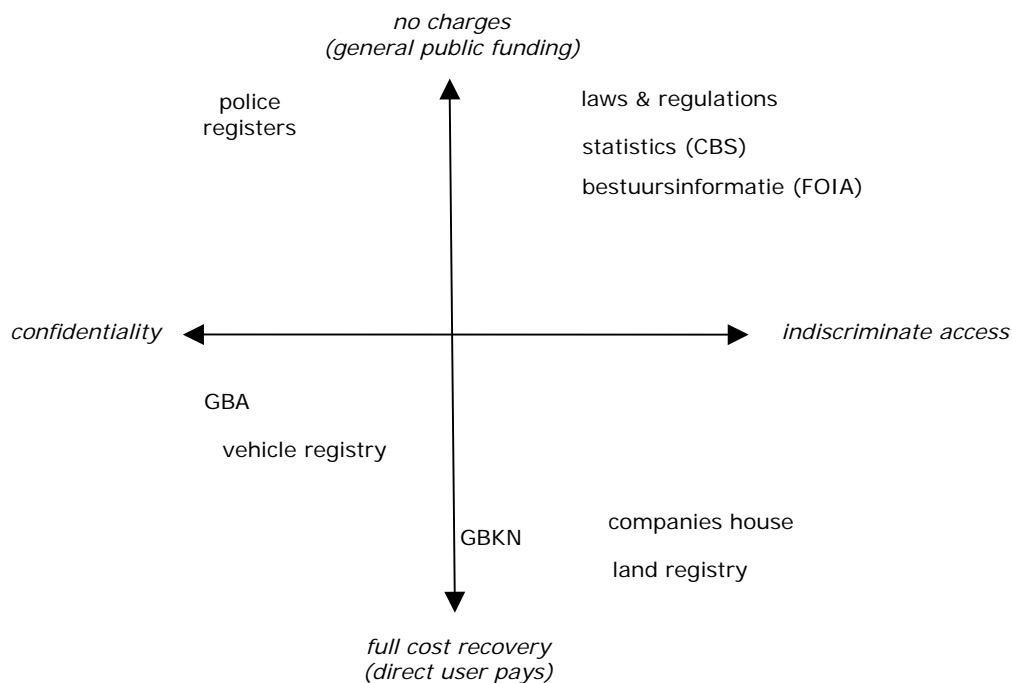 no charges
(general public funding)
police
registers
laws & regulations
statistics (CBS)
bestuursinformatie (FOIA)
confidentiality
indiscriminate access
GBA
vehicle registry
GBKN
companies house
land registry
full cost recovery
(direct user pays)